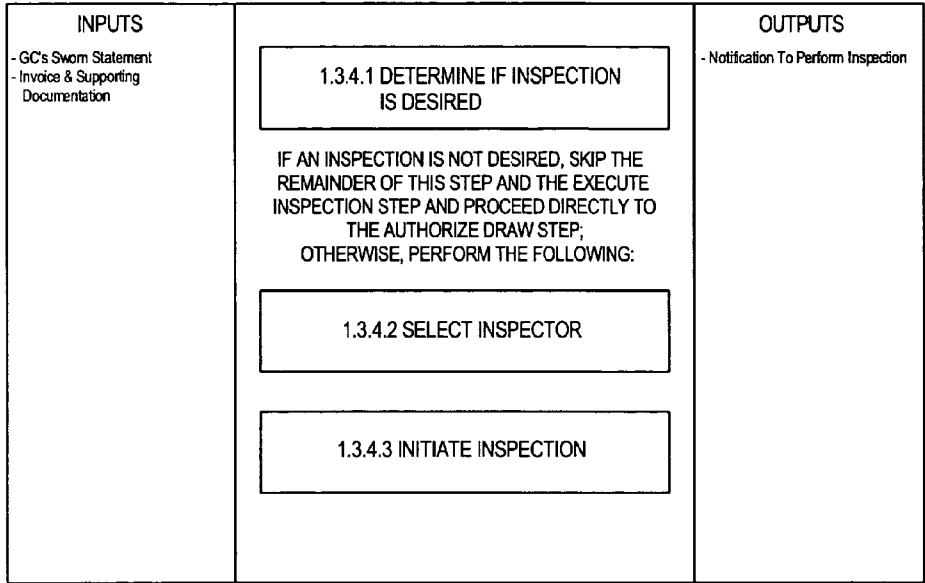 INPUTS
- GC's Sworn Statement
- Invoice & Supporting
Documentation
1.3.4.1 DETERMINE IF INSPECTION
IS DESIRED
IF AN INSPECTION IS NOT DESIRED, SKIP THE
REMAINDER OF THIS STEP AND THE EXECUTE
INSPECTION STEP AND PROCEED DIRECTLY TO
THE AUTHORIZE DRAW STEP;
OTHERWISE, PERFORM THE FOLLOWING:
1.3.4.2 SELECT INSPECTOR
1.3.4.3 INITIATE INSPECTION
OUTPUTS
- Notification To Perform Inspection